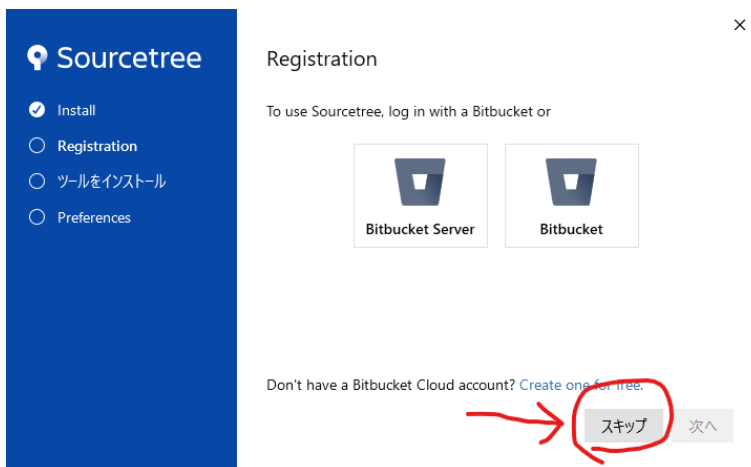 Sourcetree
Install
Registration
ツールをインストール
Preferences
Registration
To use Sourcetree, log in with a Bitbucket or
Bitbucket Server
Bitbucket
Don't have a Bitbucket Cloud account? Create one for free.
スキップ
次へ